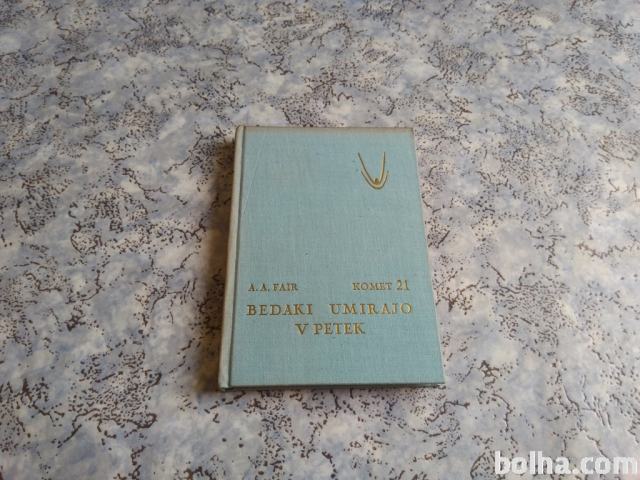 A. A. FAIR KOMET 21
BEDAKI UMIRAJO
V PETEK
bolha.com